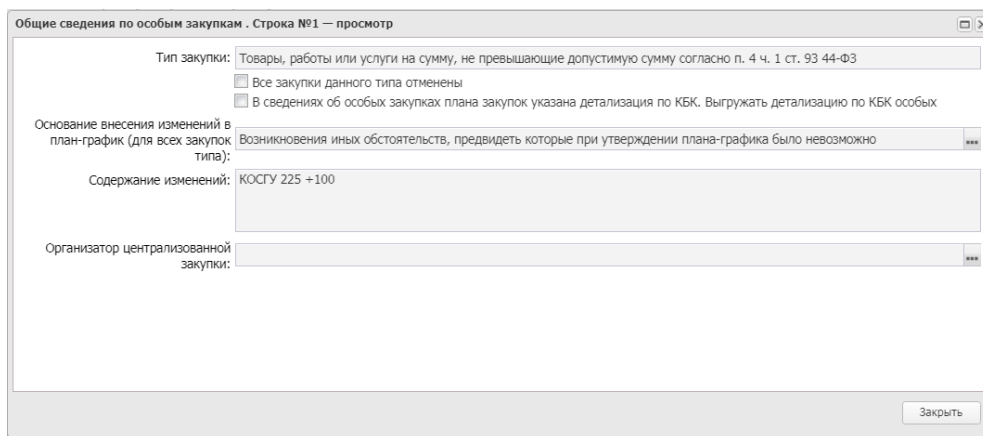 Общие сведения по особым закупкам . Строка №1 — просмотр
Тип закупки: Товары, работы или услуги на сумму, не превышающие допустимую сумму согласно п. 4 ч. 1 ст. 93 44-ФЗ
Все закупки данного типа отменены
В сведениях об особых закупках плана закупок указана детализация по КБК. Выгружать детализацию по КБК особых
Основание внесения изменений в
план-график (для всех закупок
типа):
Возникновения иных обстоятельств, предвидеть которые при утверждении плана-графика было невозможно
Содержание изменений: КОСГУ 225 +100
Организатор централизованной
закупки:
Закрыть